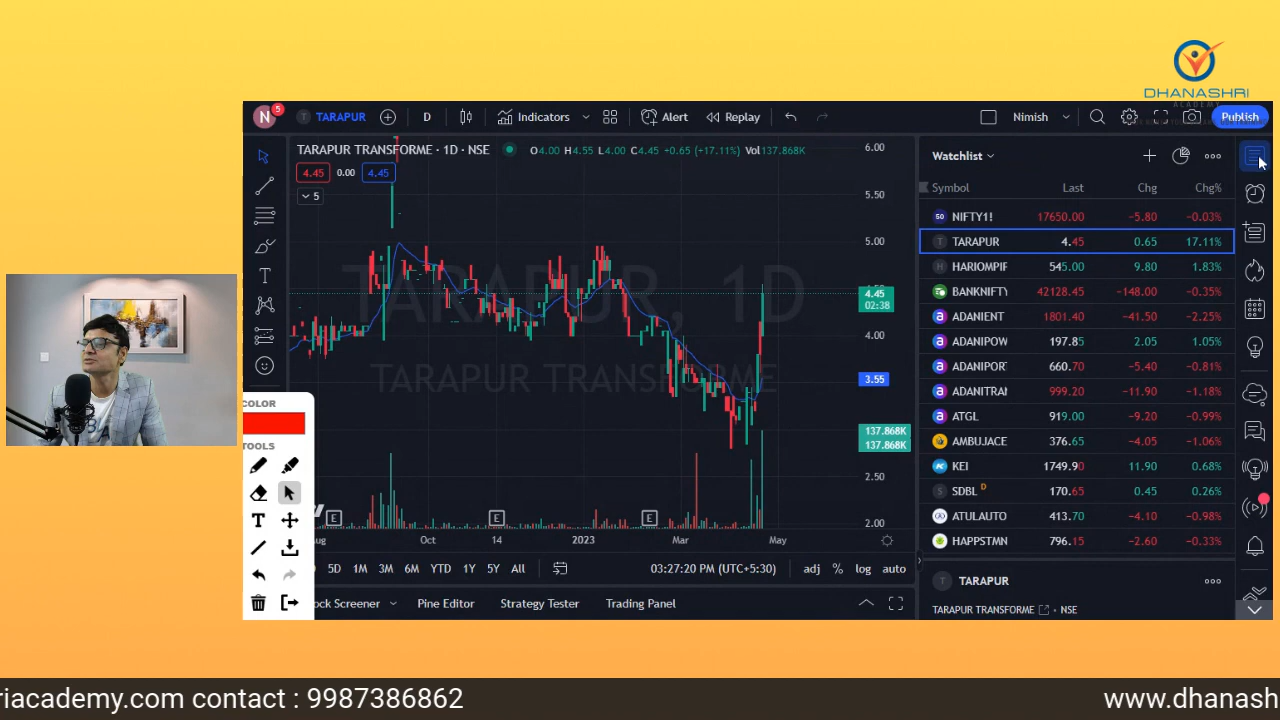 DHANASHRI
ACADEMY
N 5 T TARAPUR D Indicators Alert Replay Nimish Publish
TARAPUR TRANSFORME · 1D · NSE O4.00 H4.55 L4.00 C4.45 +0.65 (+17.11%) Vol137.868K
4.45 0.00 4.45
5
TARAPUR, 1D
TARAPUR TRANSFORME
6.00
5.50
5.00
4.45
02:38
4.00
3.55
137.868K
137.868K
2.50
2.00
E E E
Oct 14 2023 Mar May
5D 1M 3M 6M YTD 1Y 5Y All 03:27:20 PM (UTC+5:30) adj % log auto
ock Screener Pine Editor Strategy Tester Trading Panel
COLOR
TOOLS
T
Watchlist
Symbol Last Chg Chg%
50 NIFTY1! 17650.00 −5.80 −0.03%
T TARAPUR 4.45 0.65 17.11%
H HARIOMPIF 545.00 9.80 1.83%
BANKNIFTY 42128.45 −148.00 −0.35%
a ADANIENT 1801.40 −41.50 −2.25%
a ADANIPOW 197.85 2.05 1.05%
a ADANIPOR 660.70 −5.40 −0.81%
a ADANITRAI 999.20 −11.90 −1.18%
a ATGL 919.00 −9.20 −0.99%
AMBUJACE 376.65 −4.05 −1.06%
K KEI 1749.90 11.90 0.68%
S SDBL D 170.65 0.45 0.26%
ATULAUTO 413.70 −4.10 −0.98%
HAPPSTMN 796.15 −2.60 −0.33%
T TARAPUR
TARAPUR TRANSFORME · NSE
riacademy.com contact : 9987386862 www.dhanash